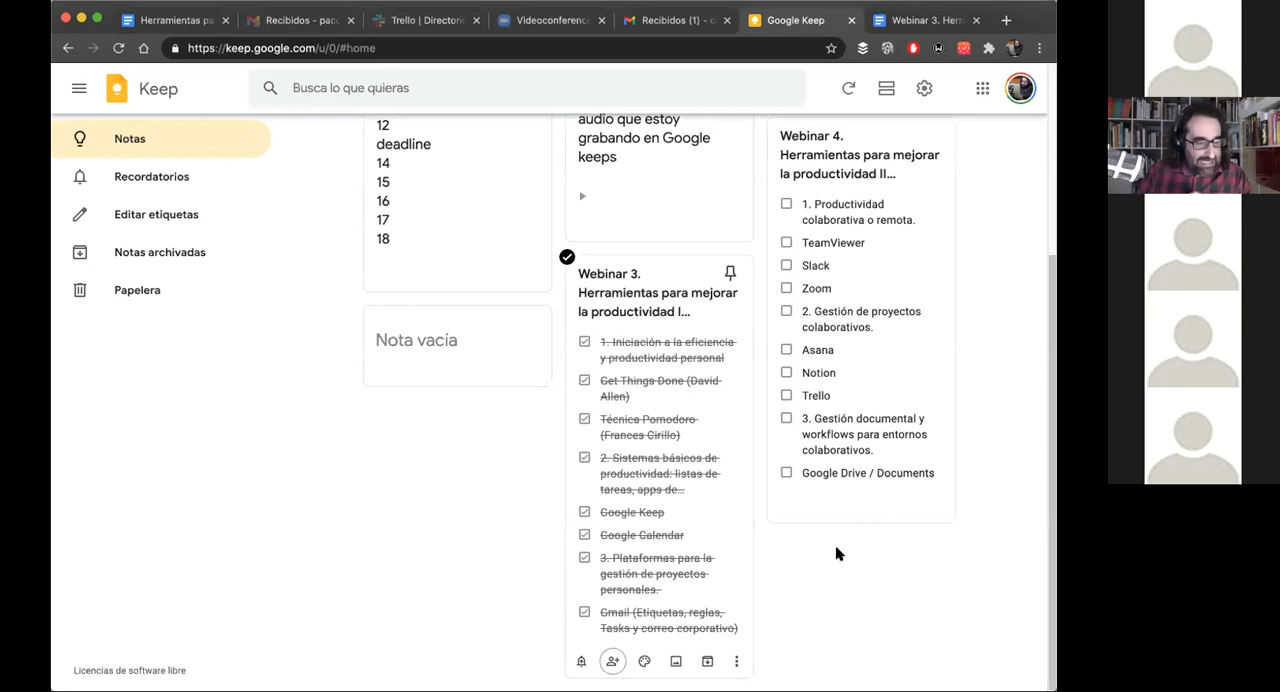 Herramientas pa
Recibidos - pac
Trello | Directori
Videoconferenc
Recibidos (1) - c
Google Keep
Webinar 3. Herr
https://keep.google.com/u/0/#home
Keep
Busca lo que quieras
Notas
Recordatorios
Editar etiquetas
Notas archivadas
Papelera
Licencias de software libre
12
deadline
14
15
16
17
18
Nota vacía
audio que estoy
grabando en Google
keeps
Webinar 3.
Herramientas para mejorar
la productividad I...
1. Iniciación a la eficiencia
y productividad personal
Get Things Done (David
Allen)
Técnica Pomodoro
(Frances Cirillo)
2. Sistemas básicos de
productividad: listas de
tareas, apps de...
Google Keep
Google Calendar
3. Plataformas para la
gestión de proyectos
personales.
Gmail (Etiquetas, reglas,
Tasks y correo corporativo)
Webinar 4.
Herramientas para mejorar
la productividad II...
1. Productividad
colaborativa o remota.
TeamViewer
Slack
Zoom
2. Gestión de proyectos
colaborativos.
Asana
Notion
Trello
3. Gestión documental y
workflows para entornos
colaborativos.
Google Drive / Documents